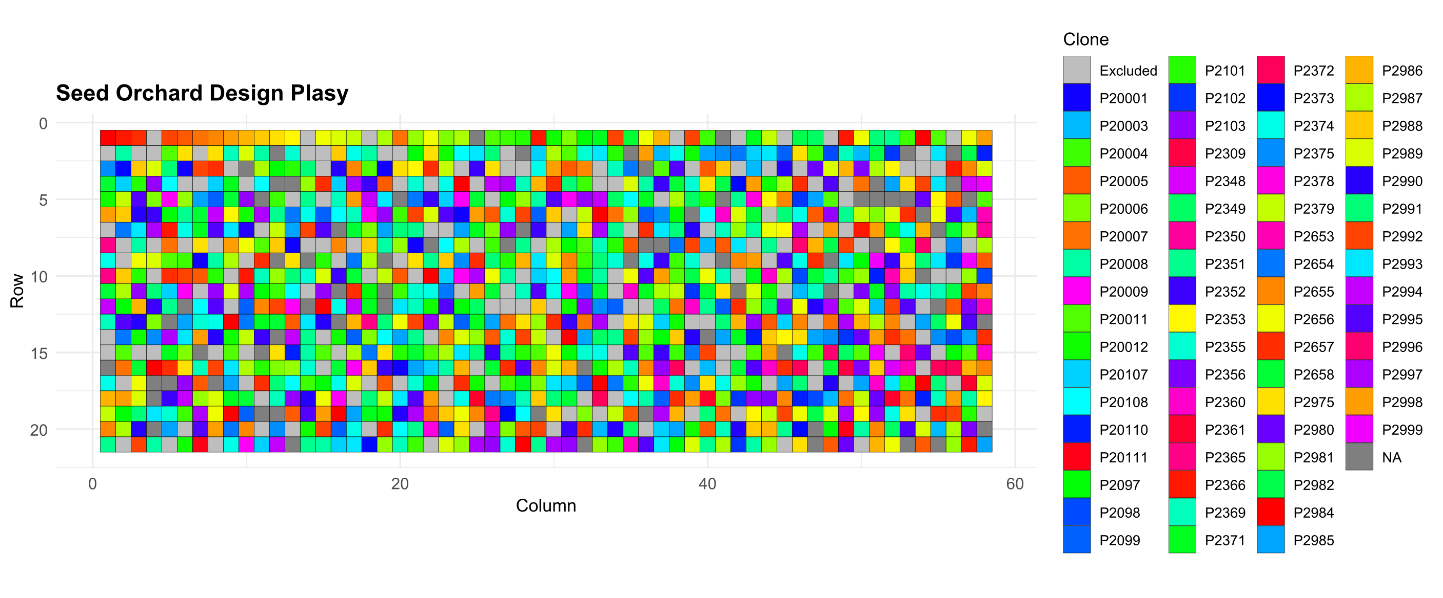 Seed Orchard Design Plasy
0
5
10
15
20
Row
0
20
40
60
Column
Clone
Excluded
P20001
P20003
P20004
P20005
P20006
P20007
P20008
P20009
P20011
P20012
P20107
P20108
P20110
P20111
P2097
P2098
P2099
P2101
P2102
P2103
P2309
P2348
P2349
P2350
P2351
P2352
P2353
P2355
P2356
P2360
P2361
P2365
P2366
P2369
P2371
P2372
P2373
P2374
P2375
P2378
P2379
P2653
P2654
P2655
P2656
P2657
P2658
P2975
P2980
P2981
P2982
P2984
P2985
P2986
P2987
P2988
P2989
P2990
P2991
P2992
P2993
P2994
P2995
P2996
P2997
P2998
P2999
NA